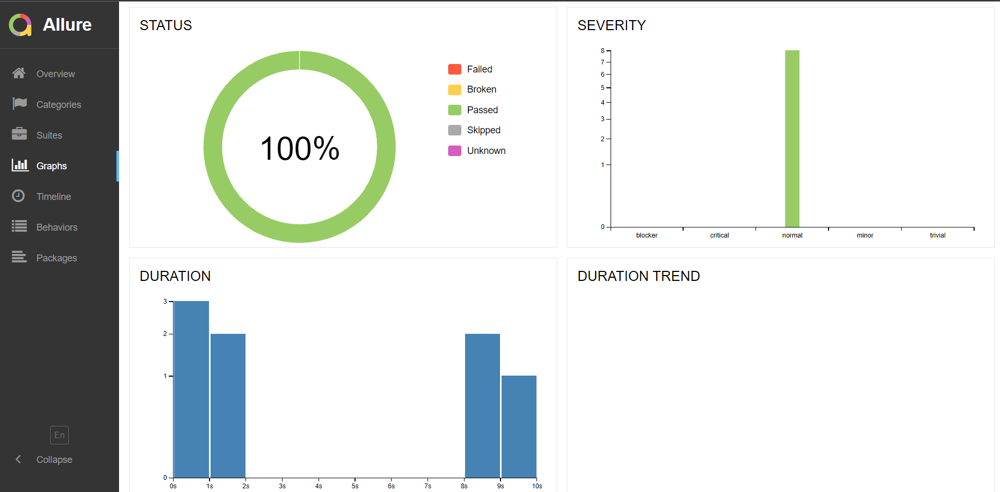 Allure
Overview
Categories
Suites
Graphs
Timeline
Behaviors
Packages
En
Collapse
STATUS
100%
Failed
Broken
Passed
Skipped
Unknown
SEVERITY
8
7
6
5
4
3
2
1
0
blocker critical normal minor trivial
DURATION
3
2
1
0
0s 1s 2s 3s 4s 5s 6s 7s 8s 9s 10s
DURATION TREND